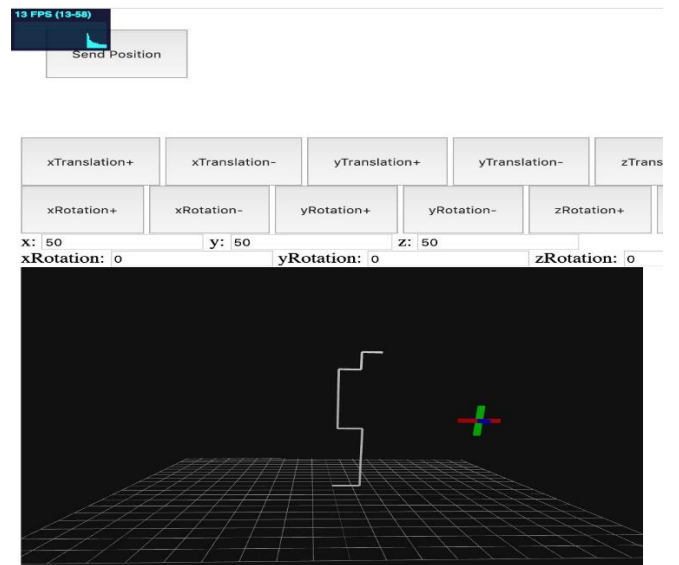 13 FPS (13-58)
Send Position
xTranslation+ xTranslation- yTranslation+ yTranslation- zTrans
xRotation+ xRotation- yRotation+ yRotation- zRotation+
x: 50 y: 50 z: 50
xRotation: 0 yRotation: 0 zRotation: 0